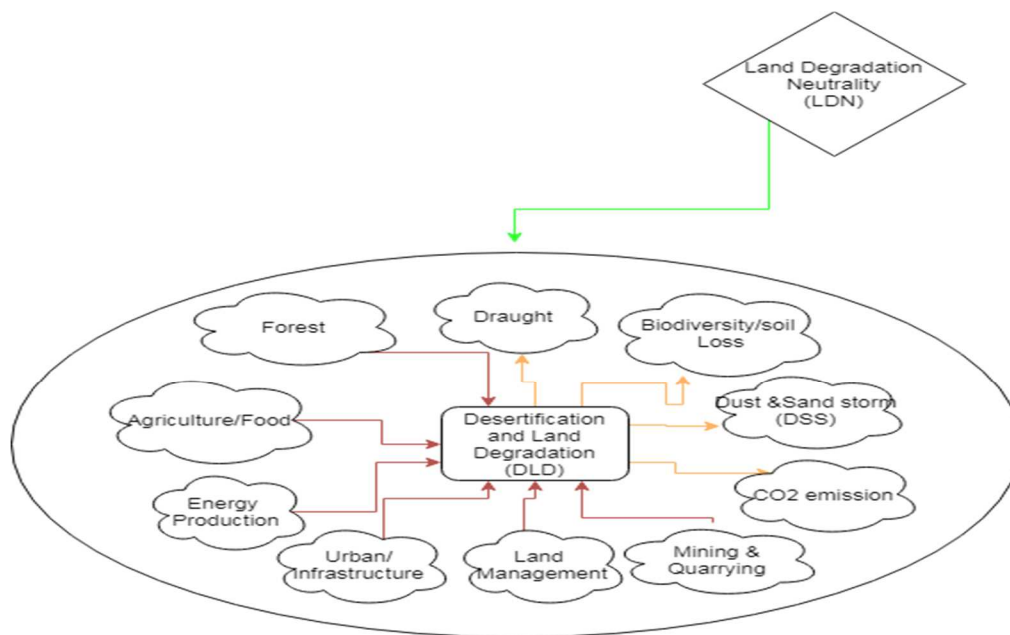 Land Degradation
Neutrality
(LDN)
Forest
Draught
Biodiversity/soil
Loss
Agriculture/Food
Desertification
and Land
Degradation
(DLD)
Dust &Sand storm
(DSS)
Energy
Production
CO2 emission
Urban/
Infrastructure
Land
Management
Mining &
Quarrying